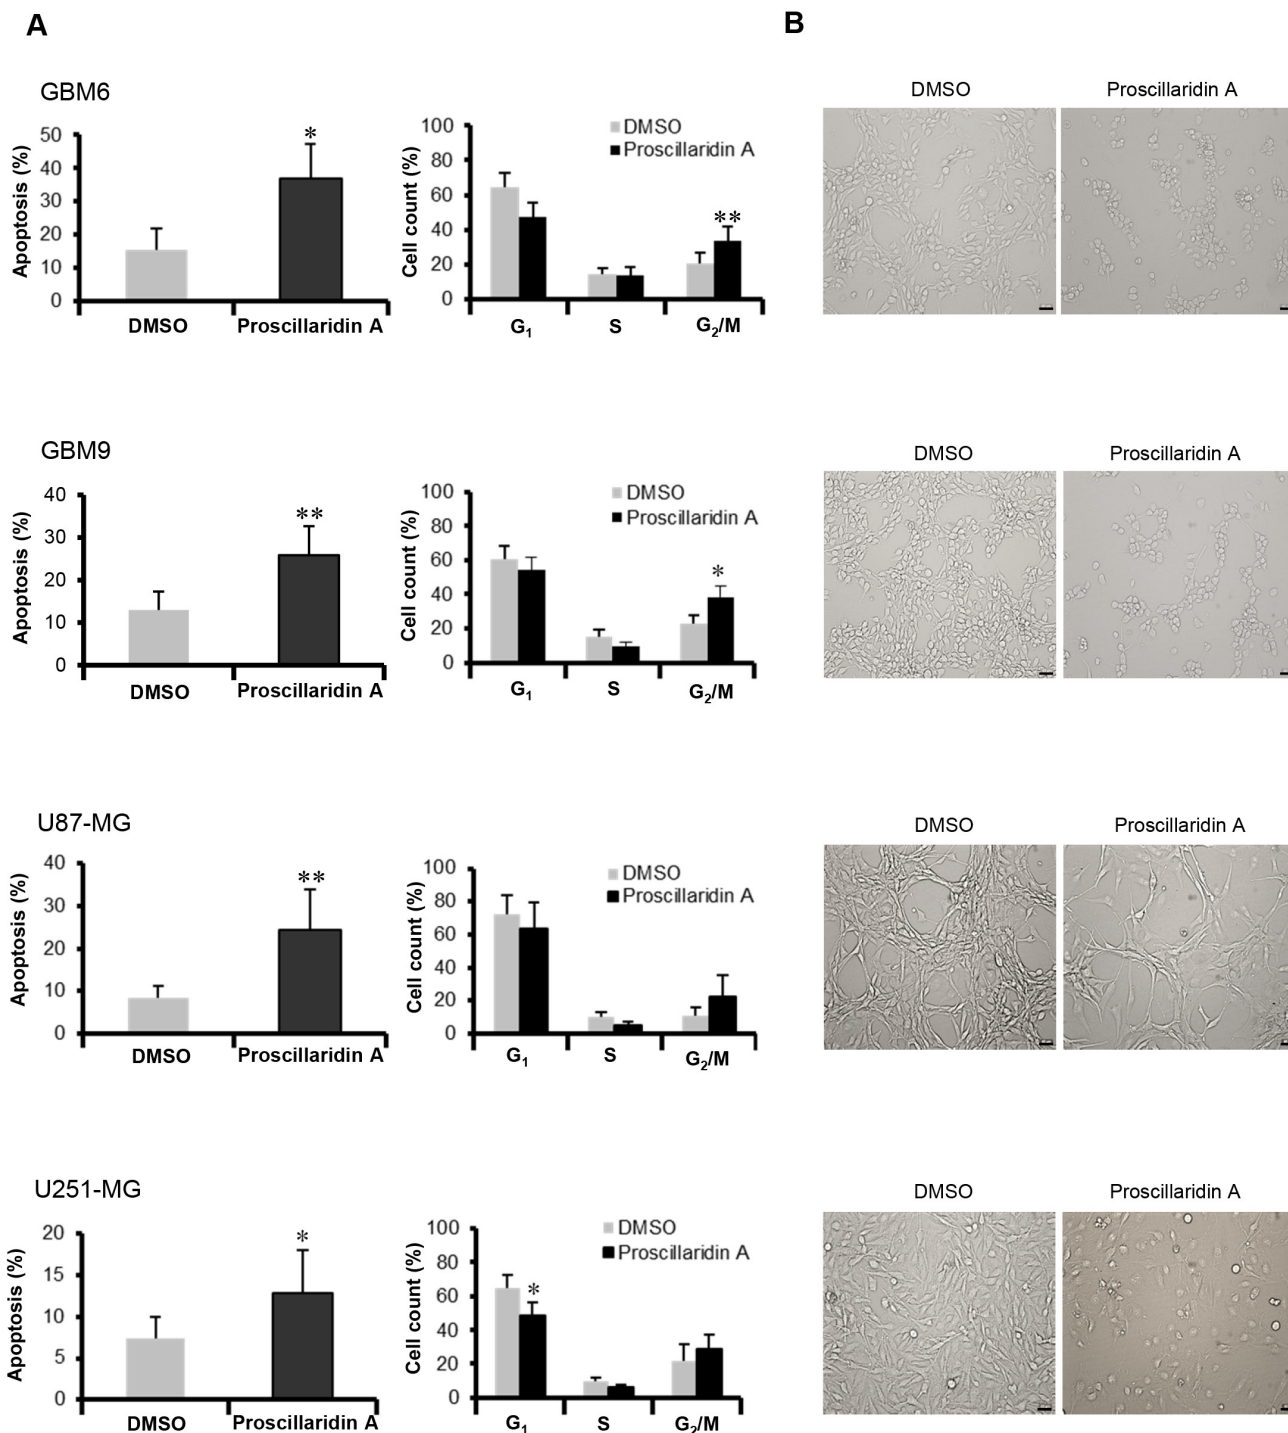 A
B
GBM6
Apoptosis (%)
50
40
30
20
10
0
*
DMSO
Proscillaridin A
Cell count (%)
100
80
60
40
20
0
DMSO
Proscillaridin A
**
G1
S
G2/M
DMSO
Proscillaridin A
GBM9
Apoptosis (%)
40
30
20
10
0
**
DMSO
Proscillaridin A
Cell count (%)
100
80
60
40
20
0
DMSO
Proscillaridin A
*
G1
S
G2/M
DMSO
Proscillaridin A
U87-MG
Apoptosis (%)
40
30
20
10
0
**
DMSO
Proscillaridin A
Cell count (%)
100
80
60
40
20
0
DMSO
Proscillaridin A
G1
S
G2/M
DMSO
Proscillaridin A
U251-MG
Apoptosis (%)
20
15
10
5
0
*
DMSO
Proscillaridin A
Cell count (%)
100
80
60
40
20
0
DMSO
Proscillaridin A
*
G1
S
G2/M
DMSO
Proscillaridin A